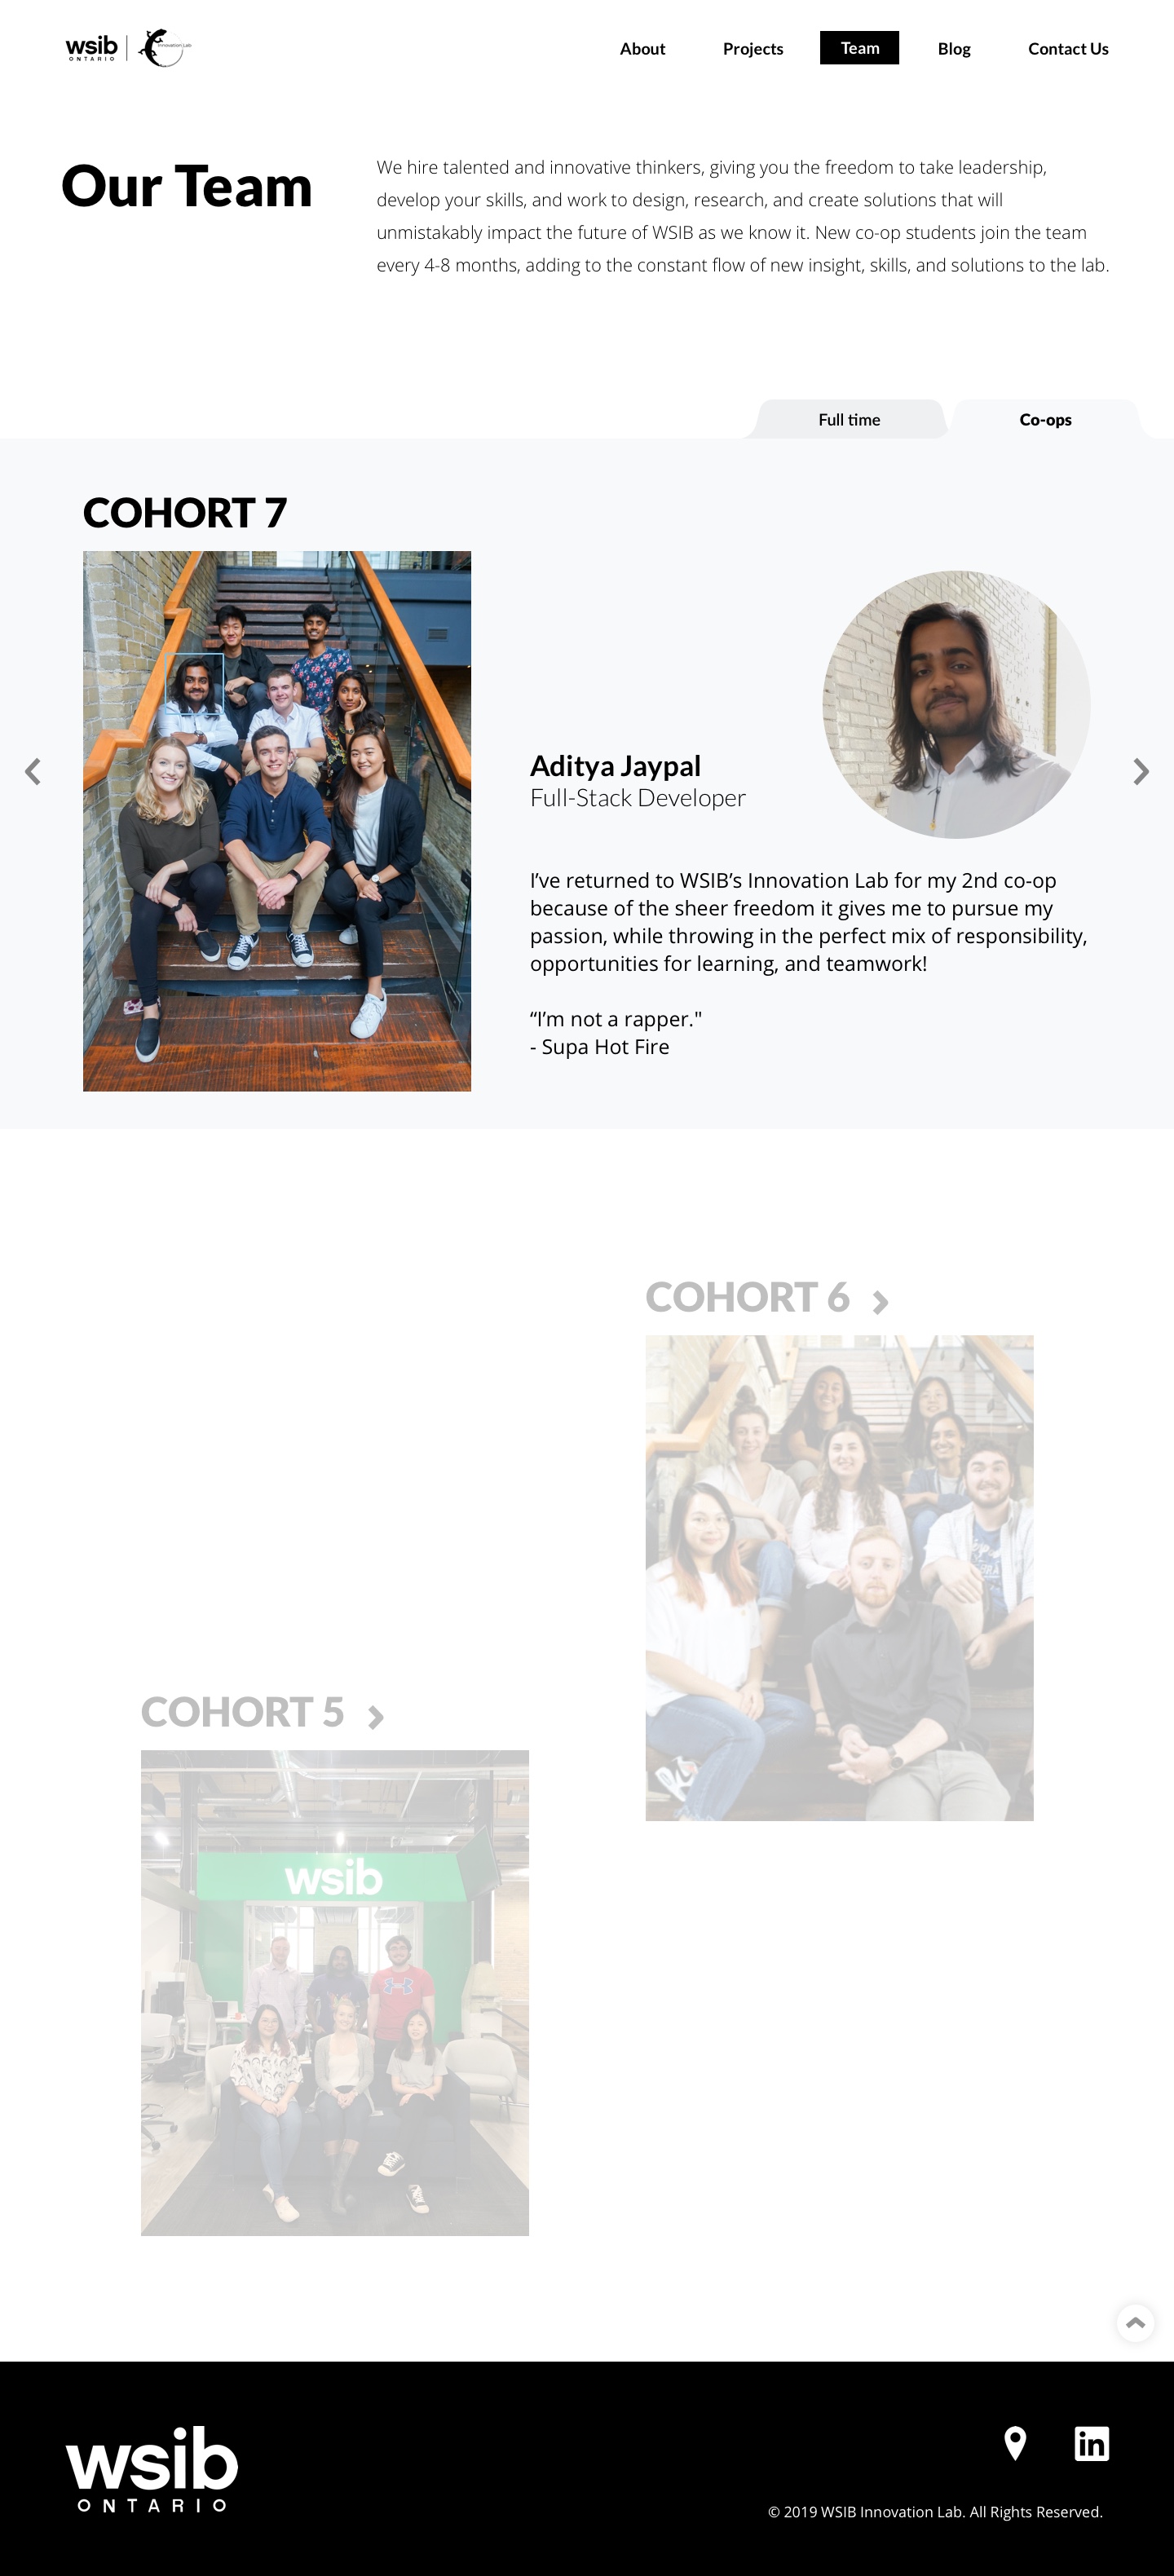 wsib
ONTARIO
Innovation Lab
About
Projects
Team
Blog
Contact Us
Our Team
We hire talented and innovative thinkers, giving you the freedom to take leadership,
develop your skills, and work to design, research, and create solutions that will
unmistakably impact the future of WSIB as we know it. New co-op students join the team
every 4-8 months, adding to the constant flow of new insight, skills, and solutions to the lab.
Full time
Co-ops
COHORT 7
Aditya Jaypal
Full-Stack Developer
I’ve returned to WSIB’s Innovation Lab for my 2nd co-op
because of the sheer freedom it gives me to pursue my
passion, while throwing in the perfect mix of responsibility,
opportunities for learning, and teamwork!
“I’m not a rapper."
- Supa Hot Fire
COHORT 6
COHORT 5
wsib
wsib
ONTARIO
in
© 2019 WSIB Innovation Lab. All Rights Reserved.